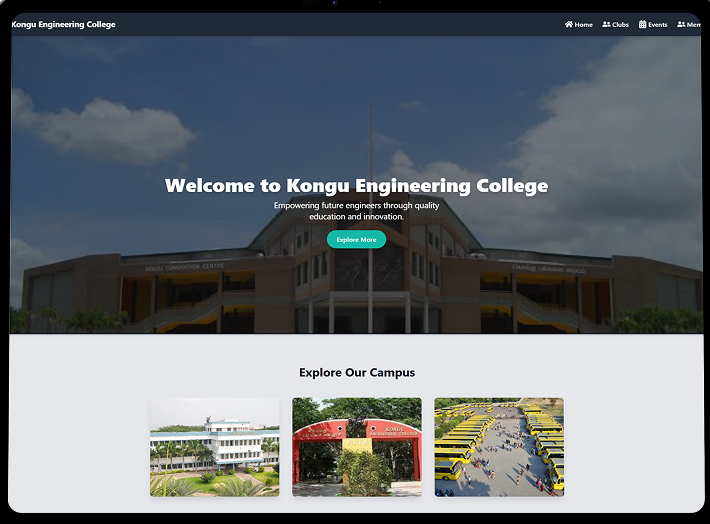 Kongu Engineering College
Home Clubs Events Mem
Welcome to Kongu Engineering College
Empowering future engineers through quality
education and innovation.
Explore More
KONGU CONVENTION CENTRE
Explore Our Campus
KONGU
ENGINEERING COLLEGE